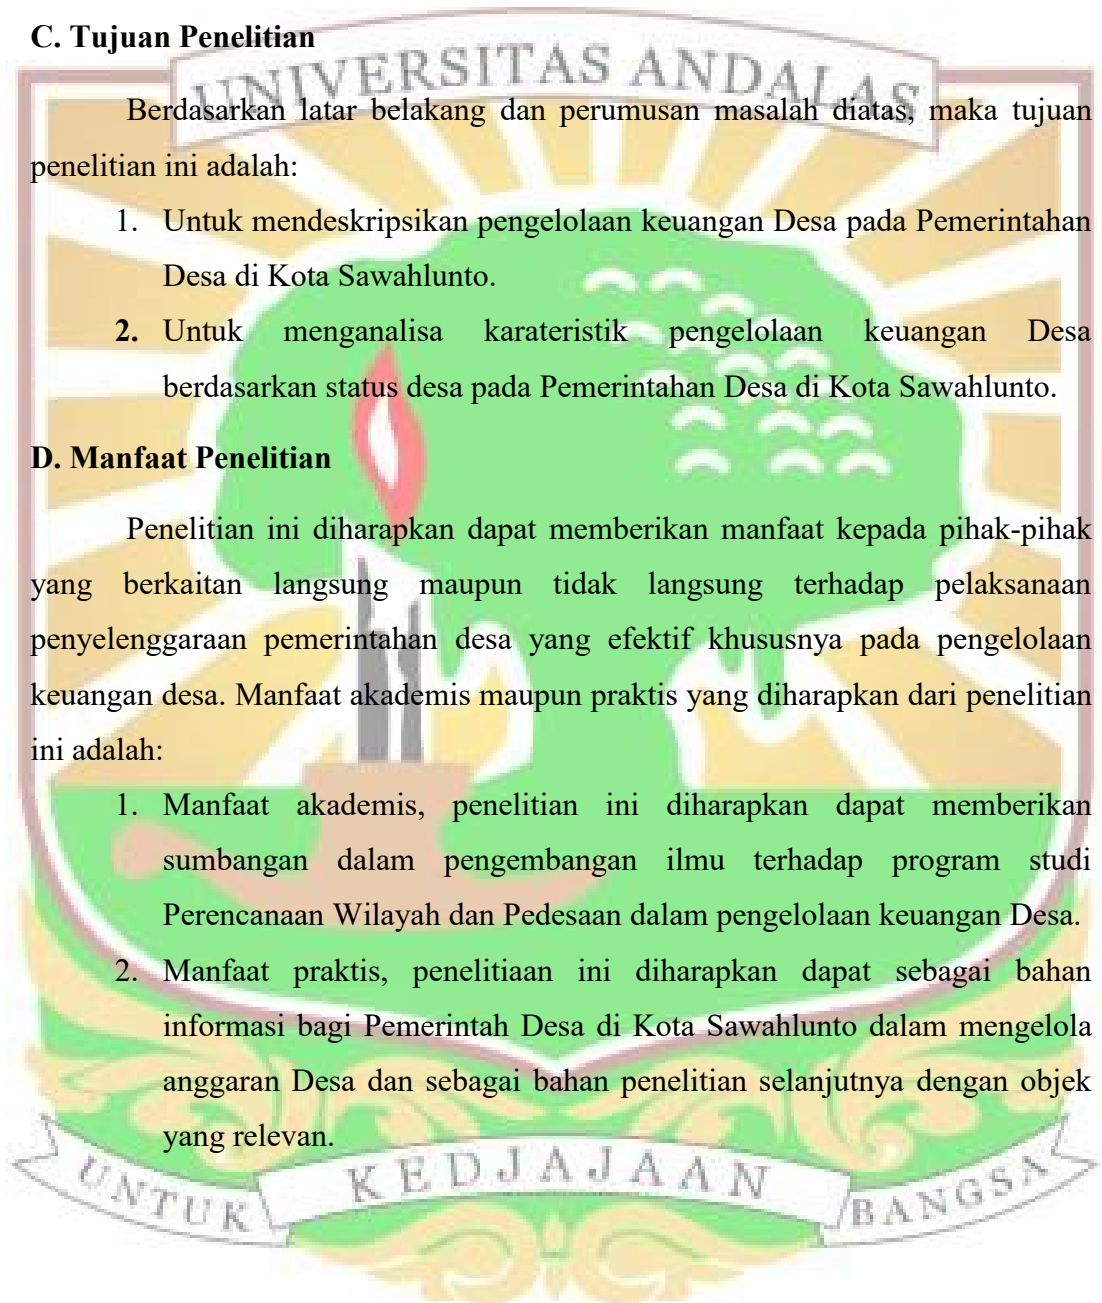 C. Tujuan Penelitian
UNIVERSITAS ANDALAS
Berdasarkan latar belakang dan perumusan masalah diatas, maka tujuan
penelitian ini adalah:
1. Untuk mendeskripsikan pengelolaan keuangan Desa pada Pemerintahan
Desa di Kota Sawahlunto.
2. Untuk menganalisa karateristik pengelolaan keuangan Desa
berdasarkan status desa pada Pemerintahan Desa di Kota Sawahlunto.
D. Manfaat Penelitian
Penelitian ini diharapkan dapat memberikan manfaat kepada pihak-pihak
yang berkaitan langsung maupun tidak langsung terhadap pelaksanaan
penyelenggaraan pemerintahan desa yang efektif khususnya pada pengelolaan
keuangan desa. Manfaat akademis maupun praktis yang diharapkan dari penelitian
ini adalah:
1. Manfaat akademis, penelitian ini diharapkan dapat memberikan
sumbangan dalam pengembangan ilmu terhadap program studi
Perencanaan Wilayah dan Pedesaan dalam pengelolaan keuangan Desa.
2. Manfaat praktis, penelitiaan ini diharapkan dapat sebagai bahan
informasi bagi Pemerintah Desa di Kota Sawahlunto dalam mengelola
anggaran Desa dan sebagai bahan penelitian selanjutnya dengan objek
yang relevan.
UNTUK KEDJAJAAN BANGSA